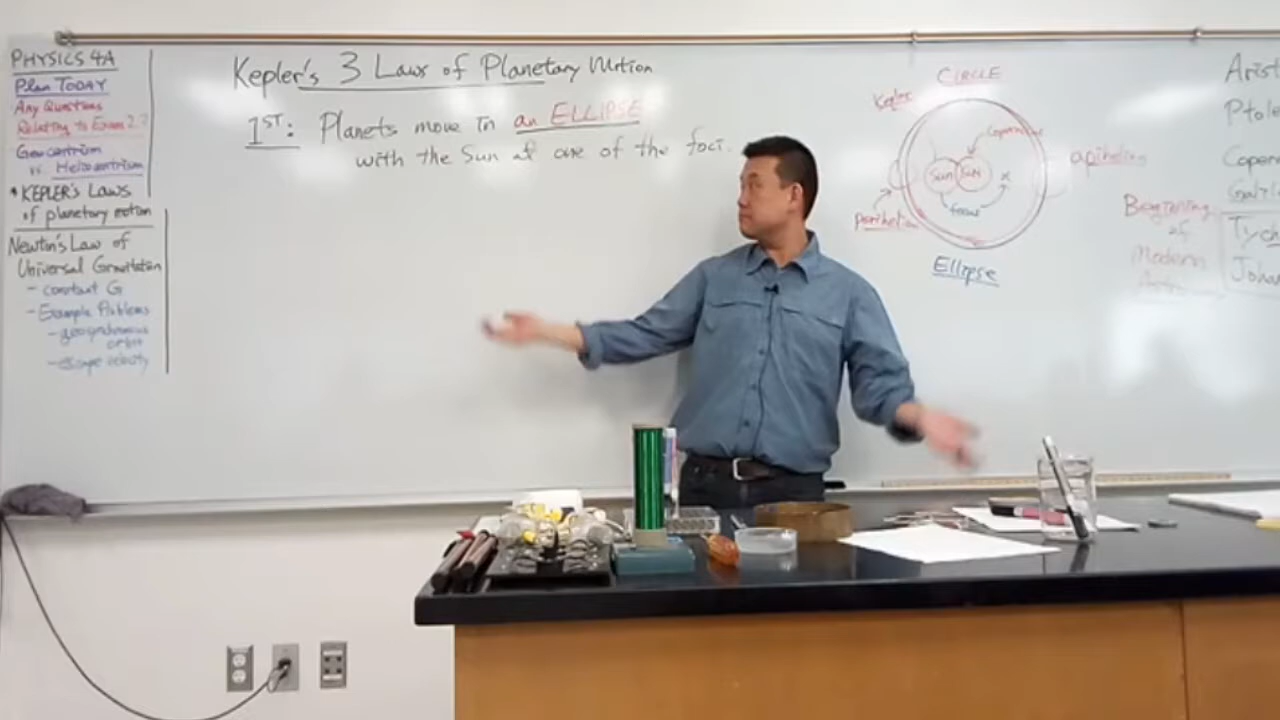 PHYSICS 4A
Plan TODAY
Any Questions
Relating to Exam 2?
Geocentrism
vs. Heliocentrism
* KEPLER'S LAWS
of planetary motion
Newton's Law of
Universal Gravitation
- constant G
- Example Problems
- geosynchronous
orbit
- escape velocity
Kepler's 3 Laws of Planetary Motion
1ST: Planets move in an ELLIPSE
with the Sun at one of the foci.
CIRCLE
Kepler
Copernicus
Sun
SUN
x
focus
perihelion
aphelion
Ellipse
Beginning
of
Modern
Arist
Ptole
Coper
Galil
Tych
Joha